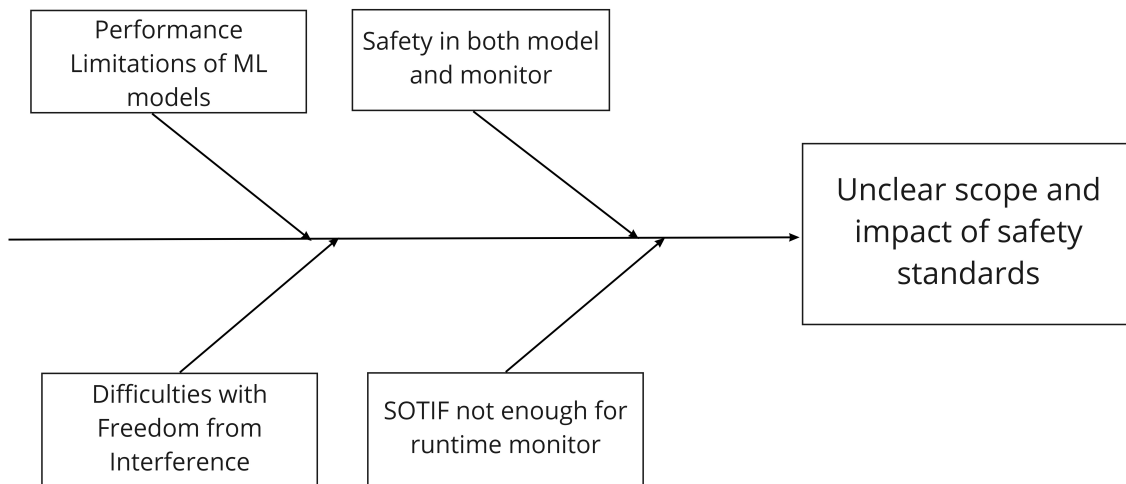 Performance
Limitations of ML
models
Safety in both model
and monitor
Unclear scope and
impact of safety
standards
Difficulties with
Freedom from
Interference
SOTIF not enough for
runtime monitor